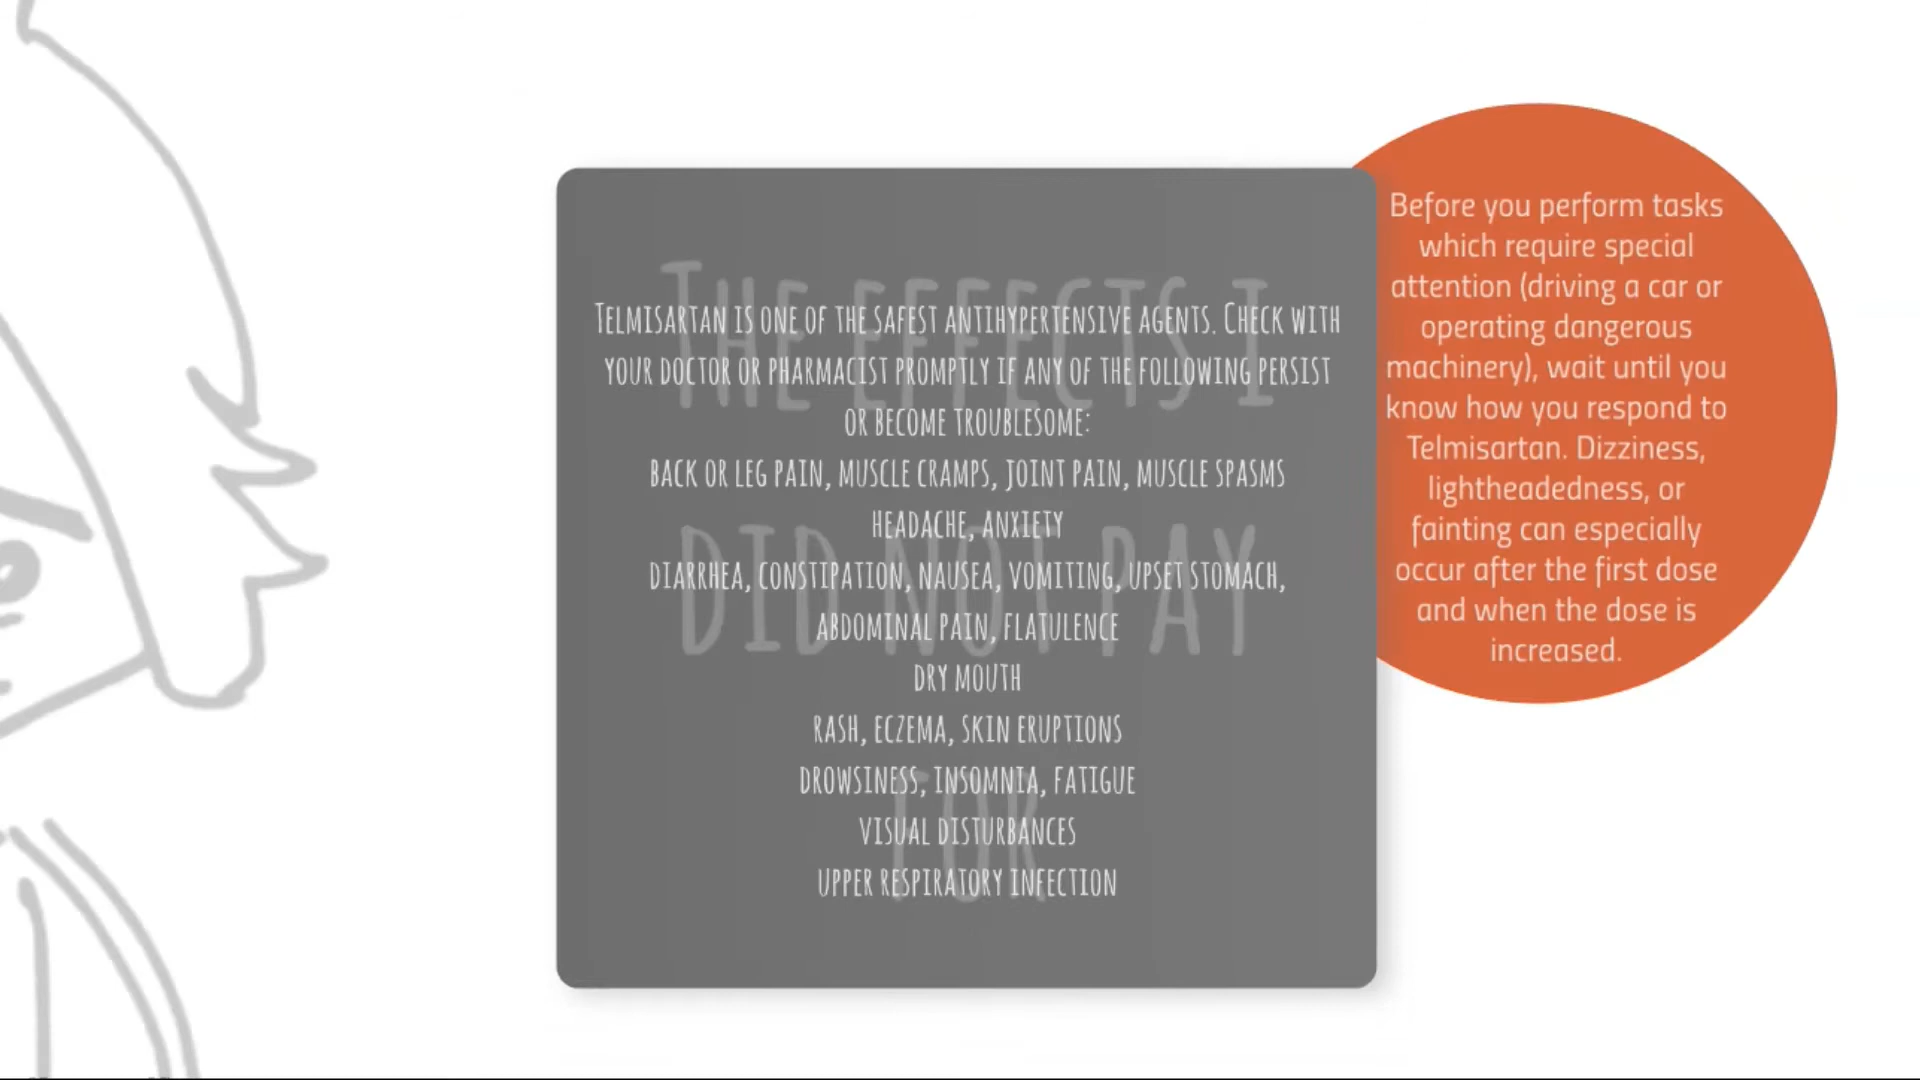 The effects I
did not pay
for
Telmisartan is one of the safest antihypertensive agents. Check with
your doctor or pharmacist promptly if any of the following persist
or become troublesome:
back or leg pain, muscle cramps, joint pain, muscle spasms
headache, anxiety
diarrhea, constipation, nausea, vomiting, upset stomach,
abdominal pain, flatulence
dry mouth
rash, eczema, skin eruptions
drowsiness, insomnia, fatigue
visual disturbances
upper respiratory infection
Before you perform tasks
which require special
attention (driving a car or
operating dangerous
machinery), wait until you
know how you respond to
Telmisartan. Dizziness,
lightheadedness, or
fainting can especially
occur after the first dose
and when the dose is
increased.